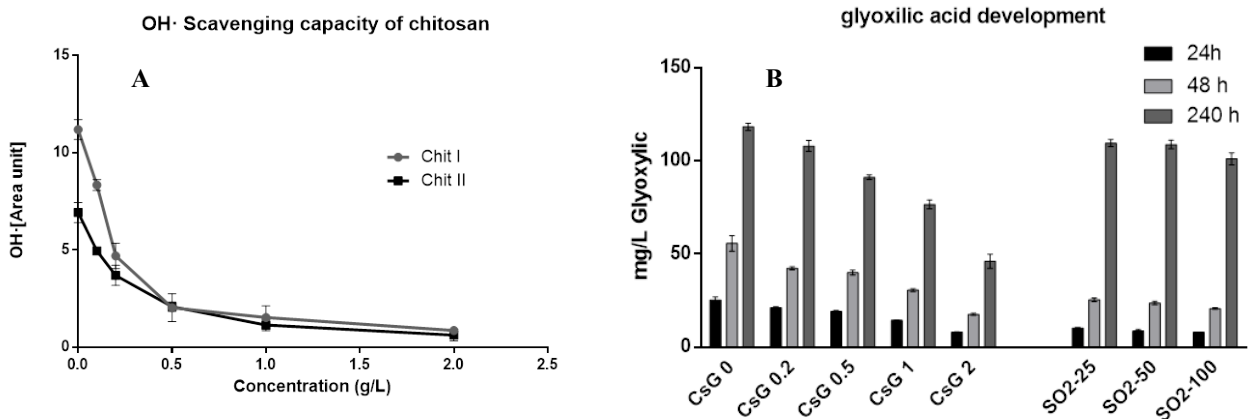 OH· Scavenging capacity of chitosan
A
15
10
5
0
OH·[Area unit]
Chit I
Chit II
0.0 0.5 1.0 1.5 2.0 2.5
Concentration (g/L)
glyoxilic acid development
B
24h
48 h
240 h
150
100
50
0
mg/L Glyoxylic
CsG 0
CsG 0.2
CsG 0.5
CsG 1
CsG 2
SO2-25
SO2-50
SO2-100